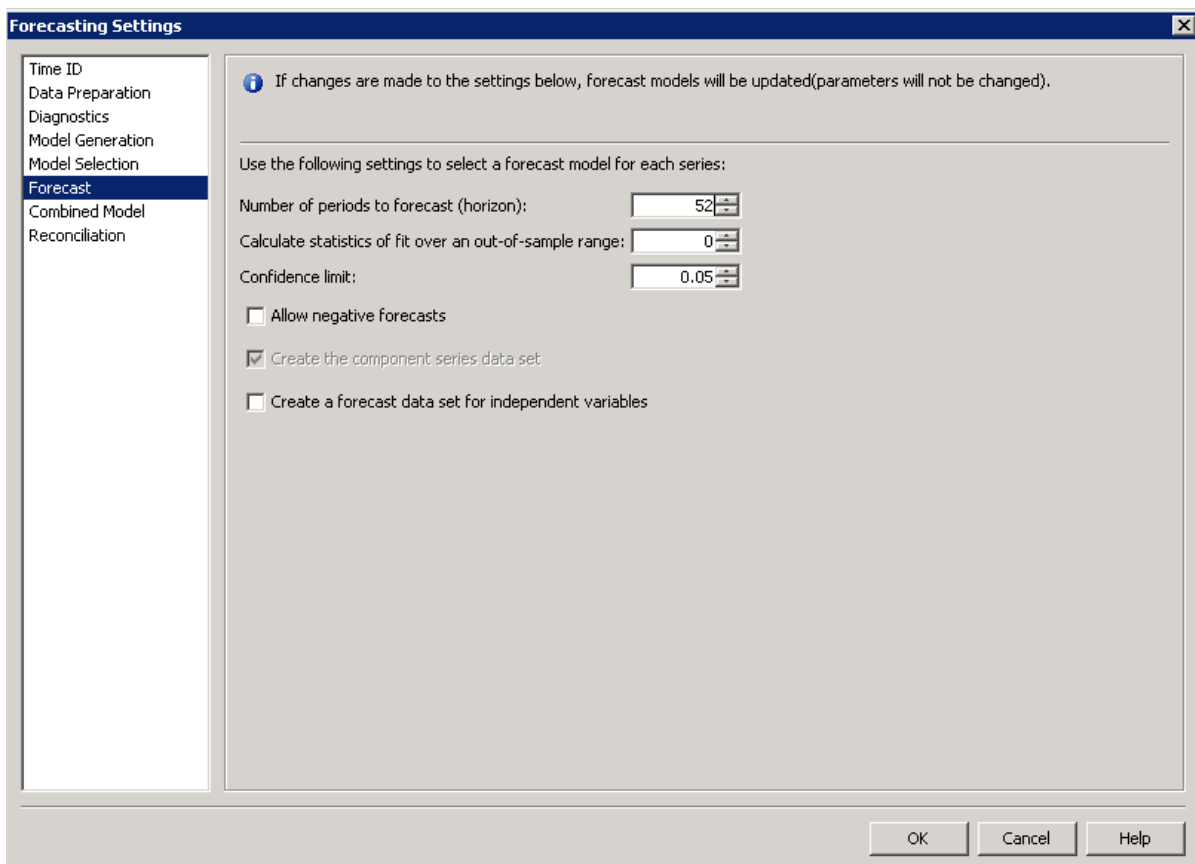 Forecasting Settings
Time ID
Data Preparation
Diagnostics
Model Generation
Model Selection
Forecast
Combined Model
Reconciliation
If changes are made to the settings below, forecast models will be updated(parameters will not be changed).
Use the following settings to select a forecast model for each series:
Number of periods to forecast (horizon): 52
Calculate statistics of fit over an out-of-sample range: 0
Confidence limit: 0.05
Allow negative forecasts
Create the component series data set
Create a forecast data set for independent variables
OK Cancel Help